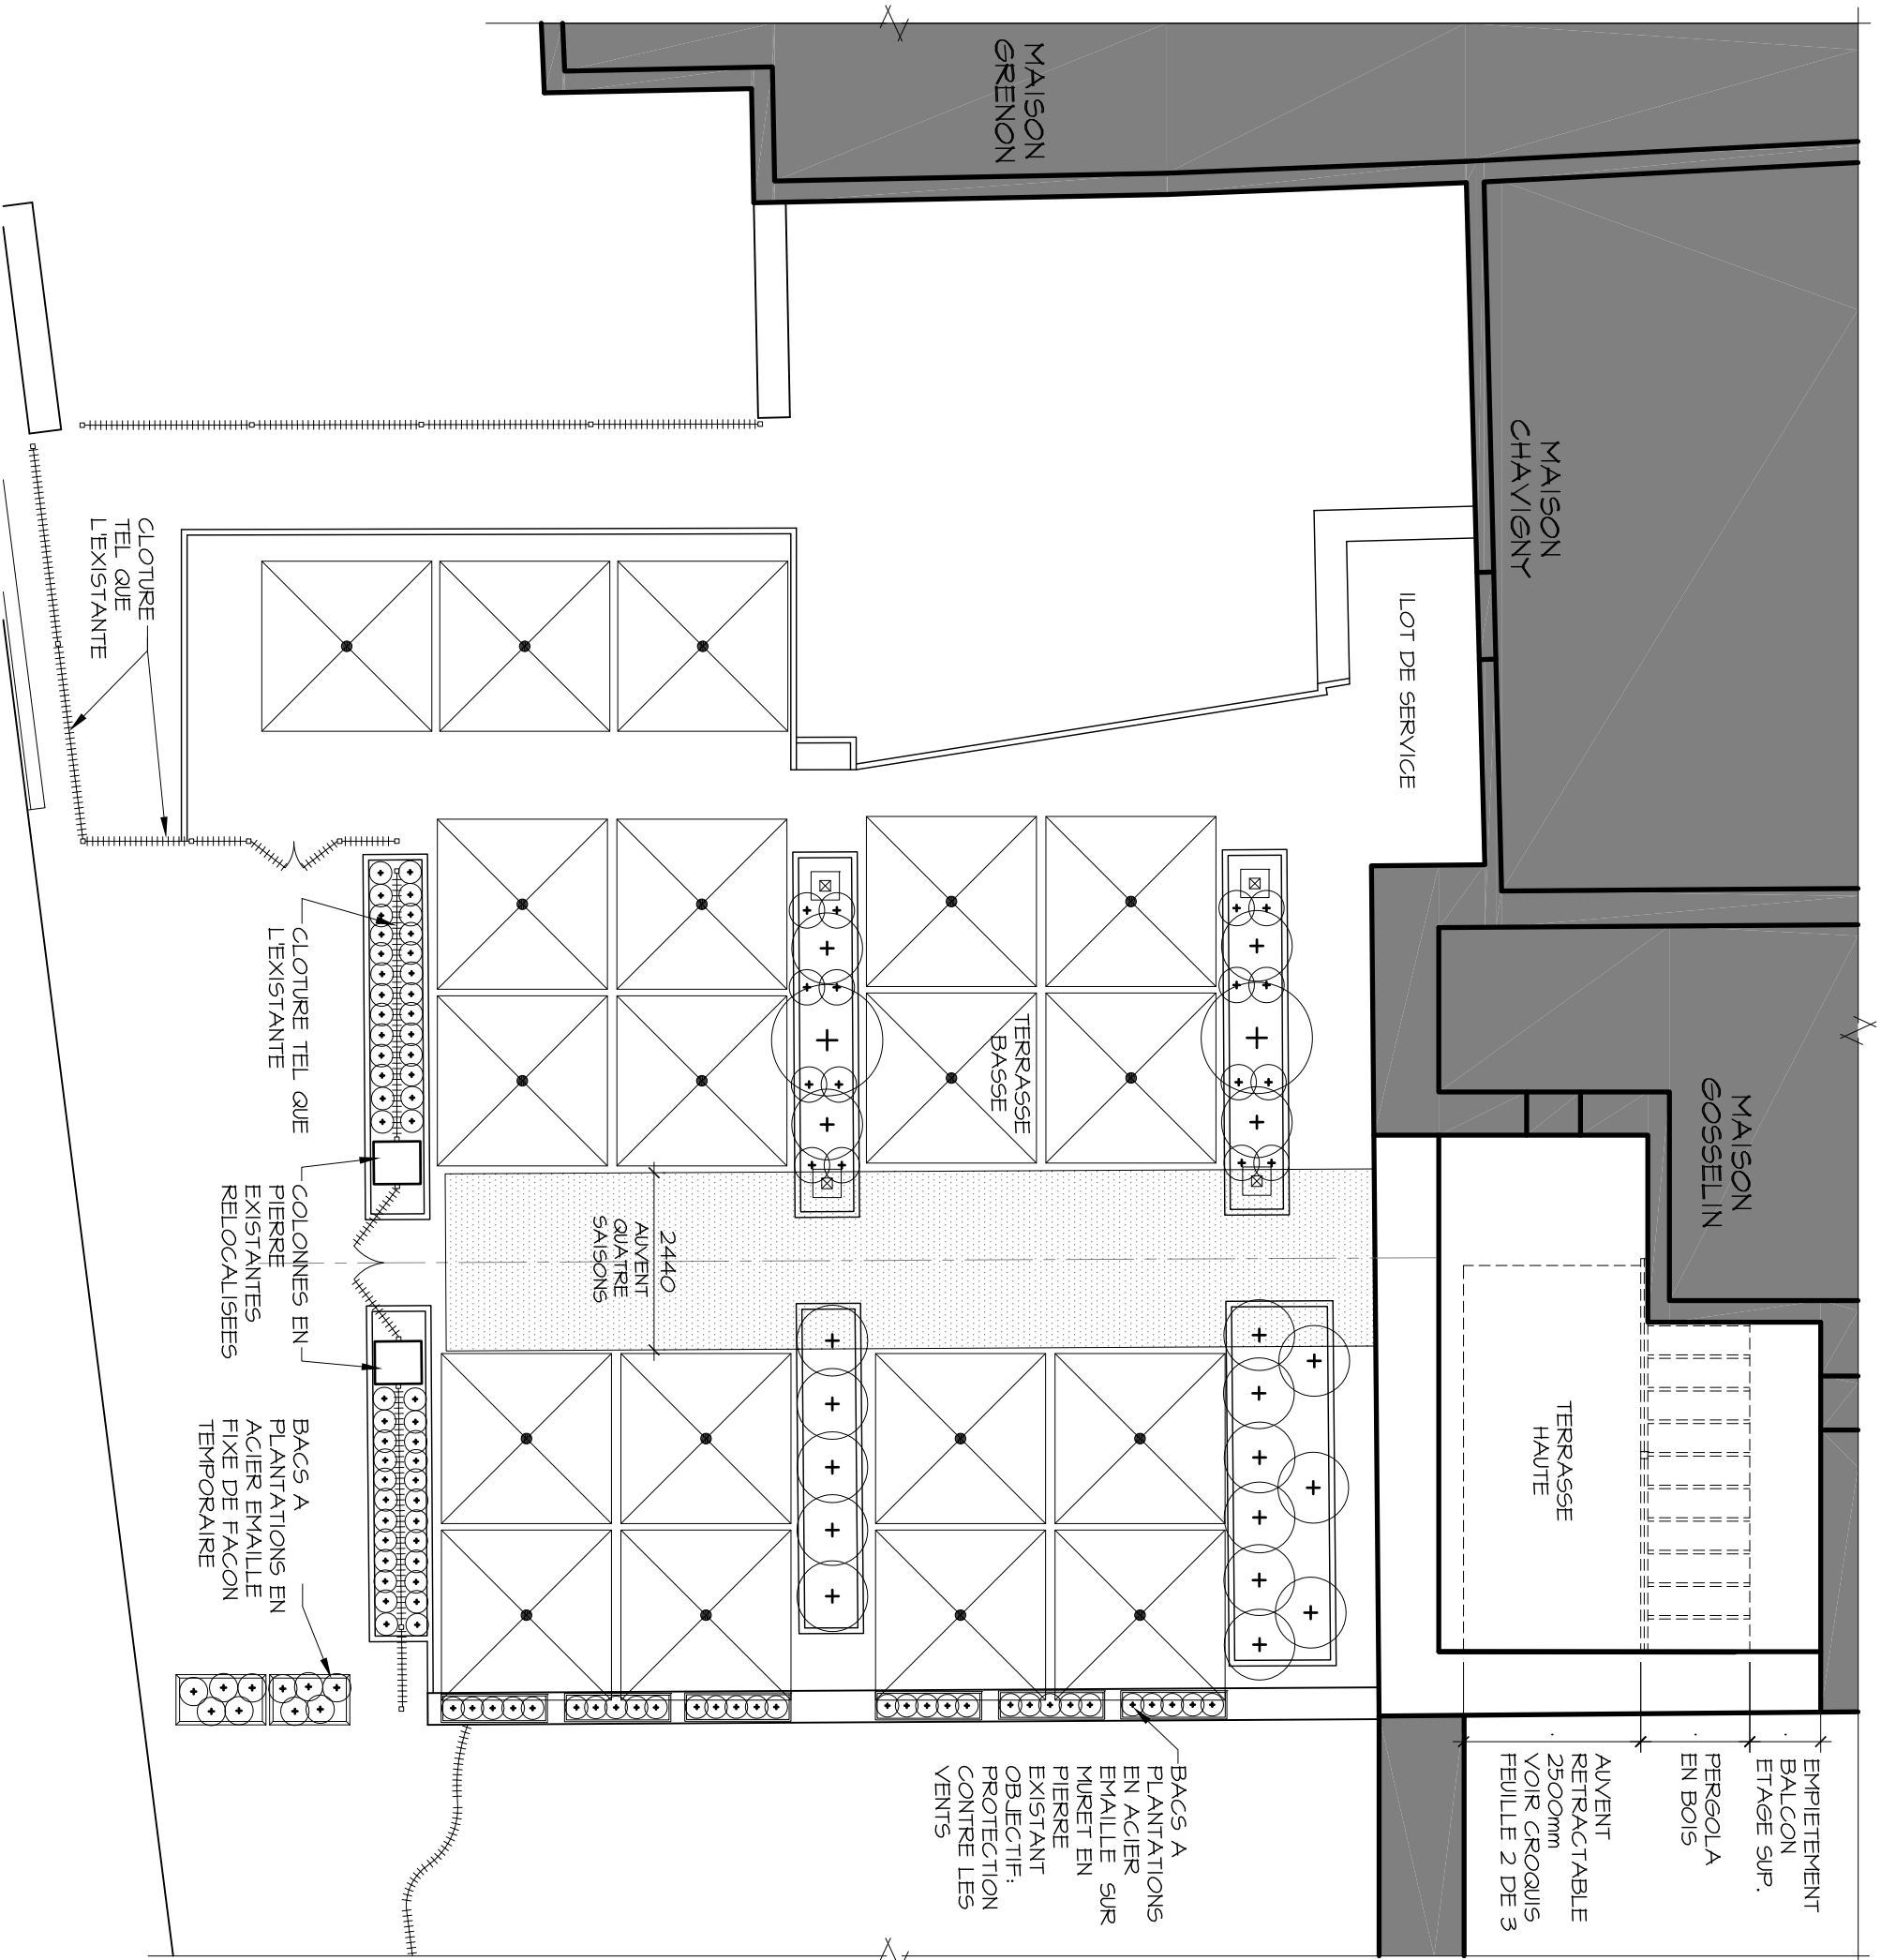 MAISON
GRENON
MAISON
CHAVIGNY
MAISON
GOSSELIN
ILOT DE SERVICE
TERRASSE
BASSE
TERRASSE
HAUTE
2440
AUVENT
QUATRE
SAISONS
CLOTURE
TEL QUE
L'EXISTANTE
CLOTURE TEL QUE
L'EXISTANTE
COLONNES EN
PIERRE
EXISTANTES
RELOCALISEES
BACS A
PLANTATIONS EN
ACIER EMAILLE
FIXE DE FACON
TEMPORAIRE
BACS A
PLANTATIONS
EN ACIER
EMAILLE SUR
MURET EN
PIERRE
EXISTANT
OBJECTIF:
PROTECTION
CONTRE LES
VENTS
EMPIETEMENT
BALCON
ETAGE SUP.
PERGOLA
EN BOIS
AUVENT
RETRACTABLE
2500mm
VOIR CROQUIS
FEUILLE 2 DE 3